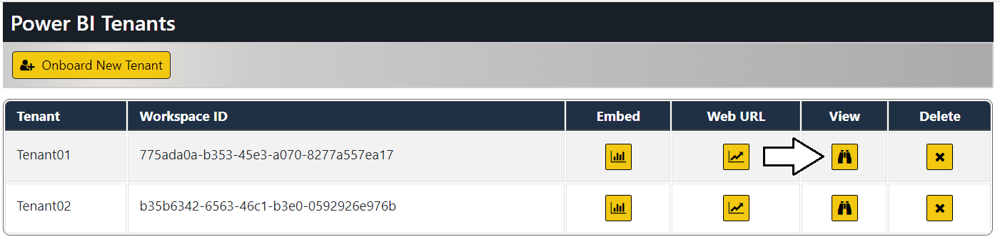 Power BI Tenants
Onboard New Tenant
Tenant Workspace ID Embed Web URL View Delete
Tenant01 775ada0a-b353-45e3-a070-8277a557ea17
Tenant02 b35b6342-6563-46c1-b3e0-0592926e976b